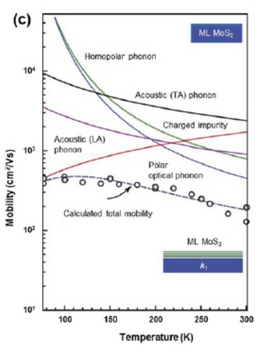 (c)
ML MoS₂
Homopolar phonon
Acoustic (TA) phonon
Charged impurity
Acoustic (LA)
phonon
Polar
optical phonon
Calculated total mobility
ML MoS₂
10⁴
10³
10²
10¹
Mobility (cm²/Vs)
100 150 200 250 300
Temperature (K)